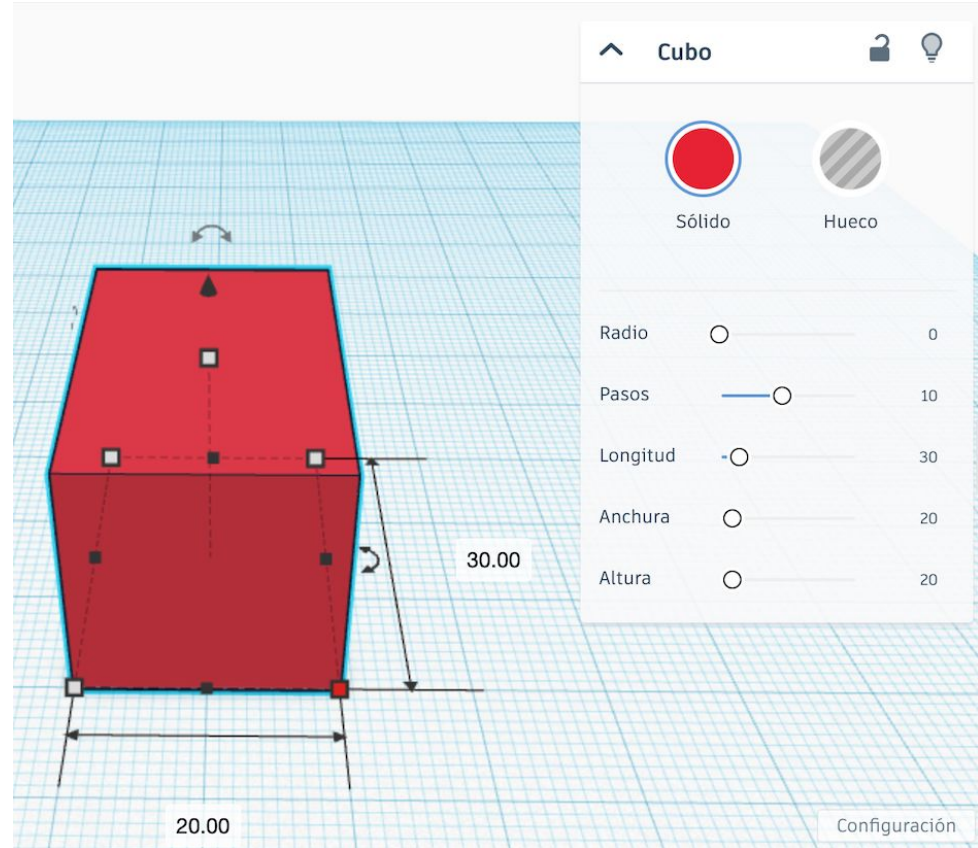 Cubo
Sólido Hueco
Radio 0
Pasos 10
Longitud 30
Anchura 20
Altura 20
30.00
20.00
Configuración